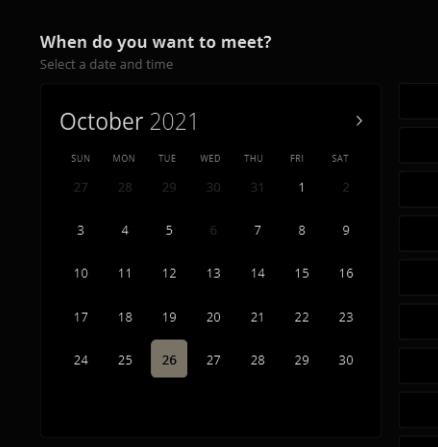 When do you want to meet?
Select a date and time
October 2021 >
SUN MON TUE WED THU FRI SAT
27 28 29 30 31 1 2
3 4 5 6 7 8 9
10 11 12 13 14 15 16
17 18 19 20 21 22 23
24 25 26 27 28 29 30